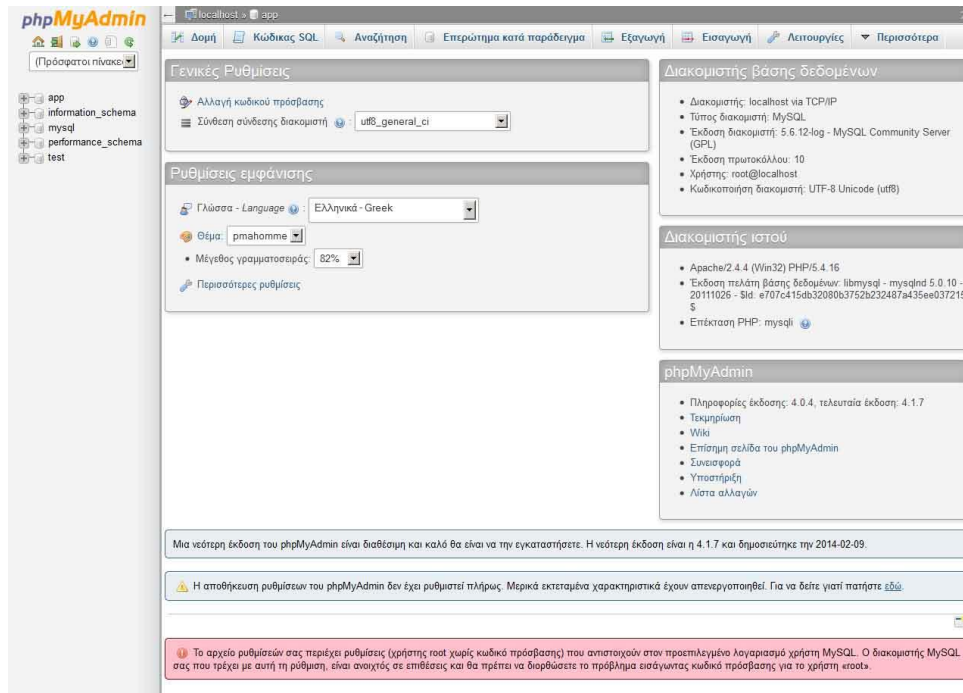 phpMyAdmin
(Πρόσφατοι πίνακε
app
information_schema
mysql
performance_schema
test
localhost » app
Δομή Κώδικας SQL Αναζήτηση Επερώτημα κατά παράδειγμα Εξαγωγή Εισαγωγή Λειτουργίες Περισσότερα
Γενικές Ρυθμίσεις
Αλλαγή κωδικού πρόσβασης
Σύνθεση σύνδεσης διακομιστή : utf8_general_ci
Ρυθμίσεις εμφάνισης
Γλώσσα - Language : Ελληνικά - Greek
Θέμα: pmahomme
Μέγεθος γραμματοσειράς: 82%
Περισσότερες ρυθμίσεις
Διακομιστής βάσης δεδομένων
Διακομιστής: localhost via TCP/IP
Τύπος διακομιστή: MySQL
Έκδοση διακομιστή: 5.6.12-log - MySQL Community Server
(GPL)
Έκδοση πρωτοκόλλου: 10
Χρήστης: root@localhost
Κωδικοποίηση διακομιστή: UTF-8 Unicode (utf8)
Διακομιστής ιστού
Apache/2.4.4 (Win32) PHP/5.4.16
Έκδοση πελάτη βάσης δεδομένων: libmysql - mysqlnd 5.0.10 -
20111026 - $Id: e707c415db32080b3752b232487a435ee037215
$
Επέκταση PHP: mysqli
phpMyAdmin
Πληροφορίες έκδοσης: 4.0.4, τελευταία έκδοση: 4.1.7
Τεκμηρίωση
Wiki
Επίσημη σελίδα του phpMyAdmin
Συνεισφορά
Υποστήριξη
Λίστα αλλαγών
Μια νεότερη έκδοση του phpMyAdmin είναι διαθέσιμη και καλό θα είναι να την εγκαταστήσετε. Η νεότερη έκδοση είναι η 4.1.7 και δημοσιεύτηκε την 2014-02-09.
Η αποθήκευση ρυθμίσεων του phpMyAdmin δεν έχει ρυθμιστεί πλήρως. Μερικά εκτεταμένα χαρακτηριστικά έχουν απενεργοποιηθεί. Για να δείτε γιατί πατήστε εδώ.
Το αρχείο ρυθμίσεών σας περιέχει ρυθμίσεις (χρήστης root χωρίς κωδικό πρόσβασης) που αντιστοιχούν στον προεπιλεγμένο λογαριασμό χρήστη MySQL. Ο διακομιστής MySQL
σας που τρέχει με αυτή τη ρύθμιση, είναι ανοιχτός σε επιθέσεις και θα πρέπει να διορθώσετε το πρόβλημα εισάγωντας κωδικό πρόσβασης για το χρήστη «root».